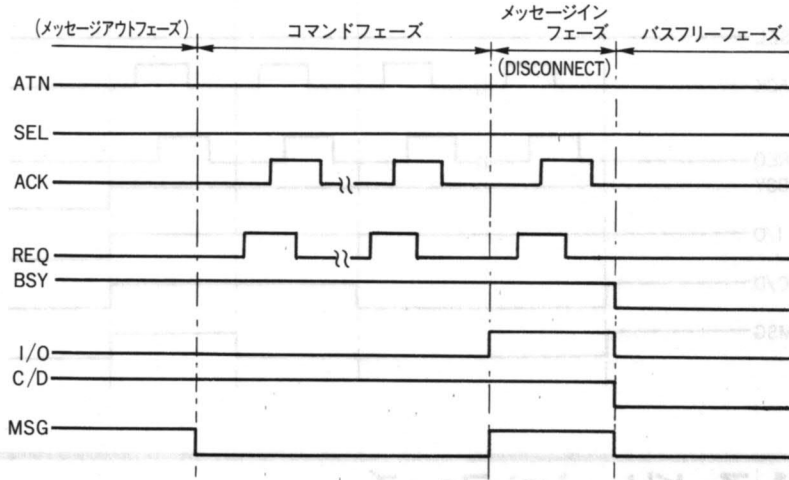 (メッセージアウトフェーズ)
コマンドフェーズ
メッセージイン
フェーズ
バスフリーフェーズ
(DISCONNECT)
ATN
SEL
ACK
REQ
BSY
I/O
C/D
MSG